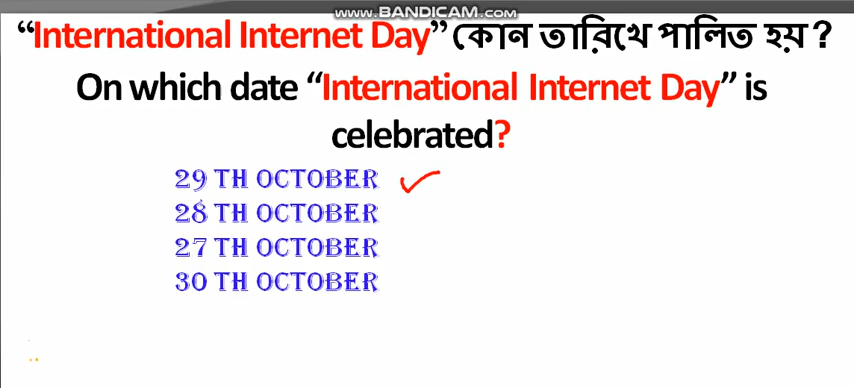 www.BANDICAM.com
“International Internet Day” কোন তারিখে পালিত হয় ?
On which date “International Internet Day” is
celebrated?
29 TH OCTOBER
28 TH OCTOBER
27 TH OCTOBER
30 TH OCTOBER